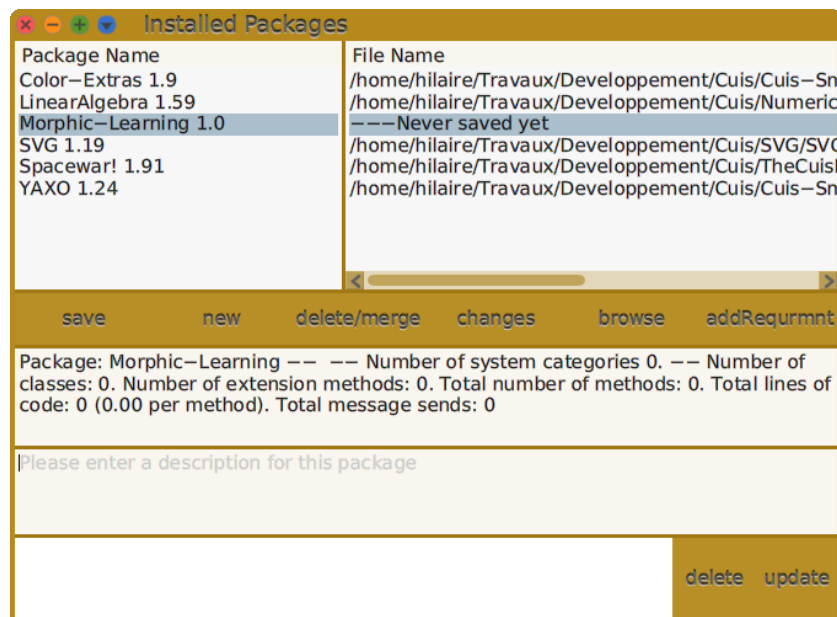 Installed Packages
Package Name
File Name
Color−Extras 1.9
/home/hilaire/Travaux/Developpement/Cuis/Cuis−Sm
LinearAlgebra 1.59
/home/hilaire/Travaux/Developpement/Cuis/Numeric
Morphic−Learning 1.0
−−−Never saved yet
SVG 1.19
/home/hilaire/Travaux/Developpement/Cuis/SVG/SVG
Spacewar! 1.91
/home/hilaire/Travaux/Developpement/Cuis/TheCuis
YAXO 1.24
/home/hilaire/Travaux/Developpement/Cuis/Cuis−Sm
save new delete/merge changes browse addRequrmnt
Package: Morphic−Learning −− −− Number of system categories 0. −− Number of
classes: 0. Number of extension methods: 0. Total number of methods: 0. Total lines of
code: 0 (0.00 per method). Total message sends: 0
Please enter a description for this package
delete update